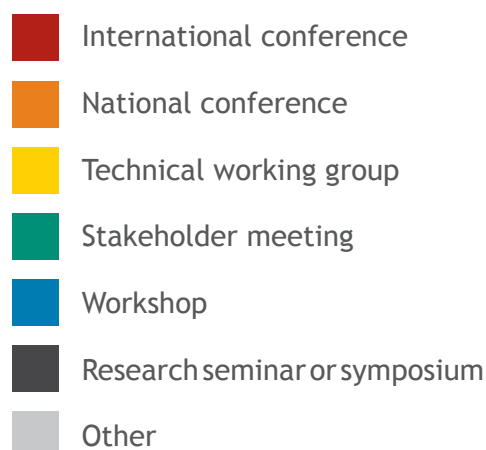 International conference
National conference
Technical working group
Stakeholder meeting
Workshop
Research seminar or symposium
Other